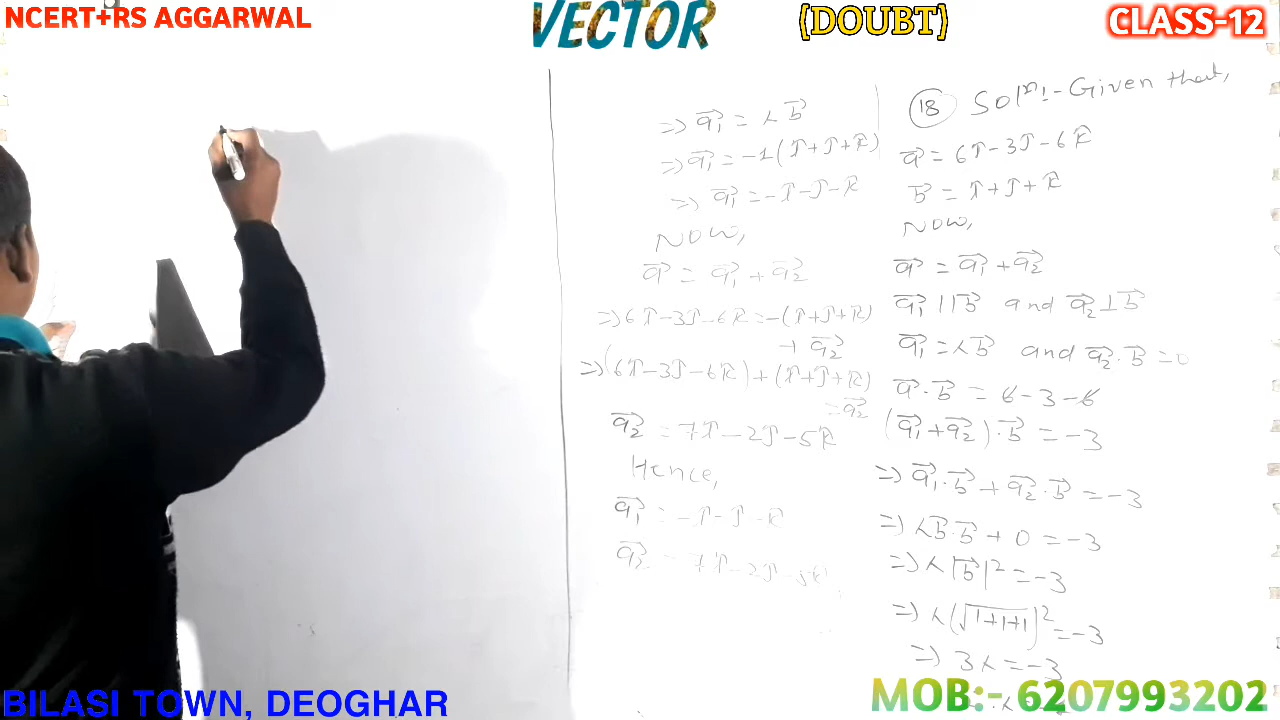 NCERT+RS AGGARWAL
VECTOR
(DOUBT)
CLASS-12
18 Solⁿ:- Given that,
a⃗ = 6î - 3ĵ - 6k̂
b⃗ = î + ĵ + k̂
NOW,
a⃗ = a⃗₁ + a⃗₂
a⃗₁ || b⃗ and a⃗₂ ⊥ b⃗
a⃗₁ = λb⃗ and a⃗₂ . b⃗ = 0
a⃗ . b⃗ = 6 - 3 - 6
(a⃗₁ + a⃗₂) . b⃗ = -3
=> a⃗₁ . b⃗ + a⃗₂ . b⃗ = -3
=> λb⃗ . b⃗ + 0 = -3
=> λ|b⃗|² = -3
=> λ(√1+1+1)² = -3
=> 3λ = -3
=> a⃗₁ = λb⃗
=> a⃗₁ = -1(î + ĵ + k̂)
=> a⃗₁ = -î - ĵ - k̂
NOW,
a⃗ = a⃗₁ + a⃗₂
=> 6î - 3ĵ - 6k̂ = -(î + ĵ + k̂)
+ a⃗₂
=> (6î - 3ĵ - 6k̂) + (î + ĵ + k̂)
= a⃗₂
a⃗₂ = 7î - 2ĵ - 5k̂
Hence,
a⃗₁ = -î - ĵ - k̂
a⃗₂ = 7î - 2ĵ - 5k̂
BILASI TOWN, DEOGHAR
MOB:- 6207993202